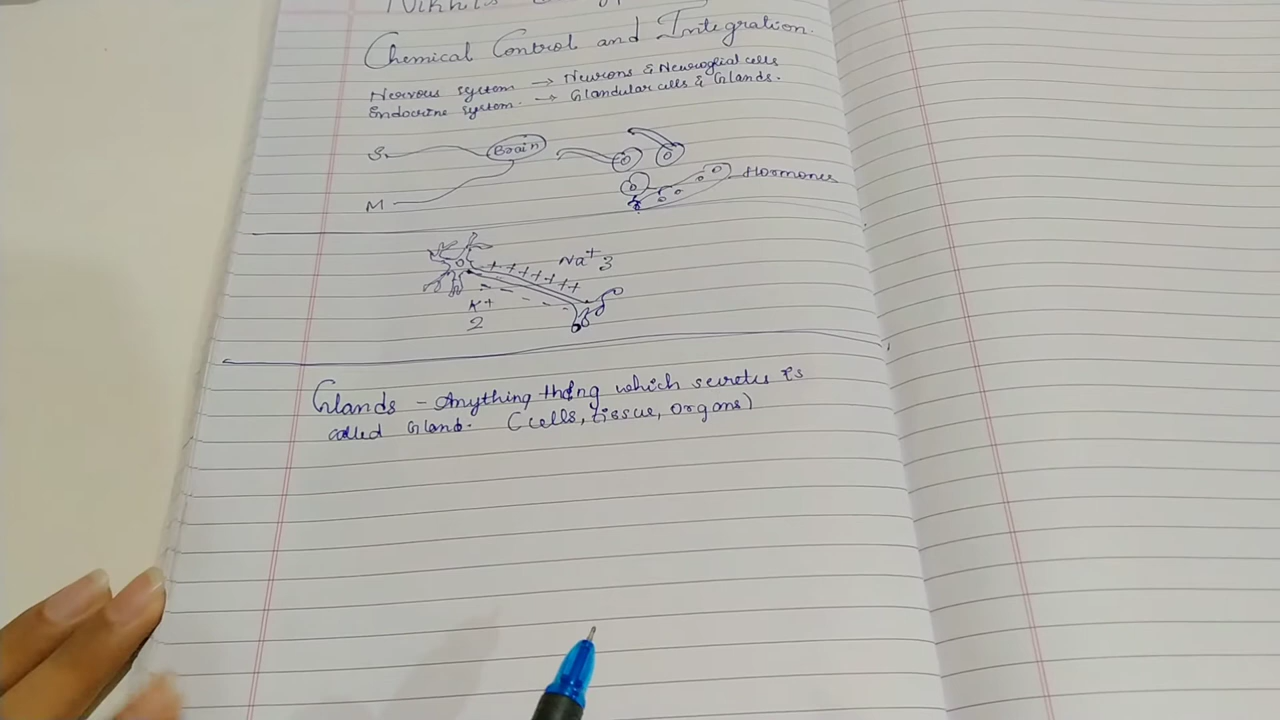 Chemical Control and Integration.
Nervous system → Neurons & Neuroglial cells
Endocrine system. → Glandular cells & Glands.
S Brain
Hormones
M
Na+ 3
+ + + + + + +
K+
2
Glands - Anything thing which secretes is
called Gland. (cells, tissue, organs)